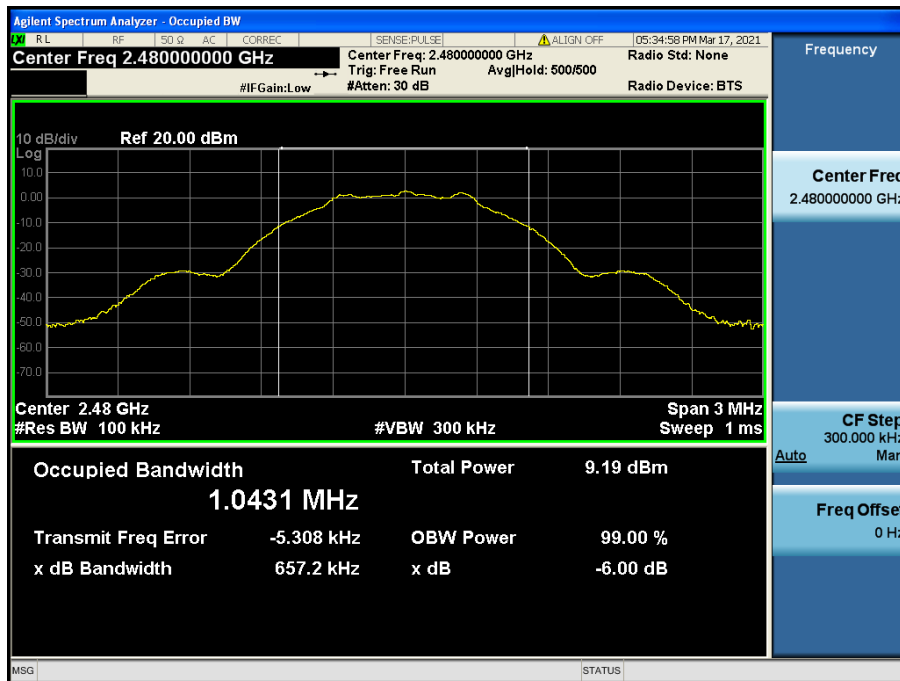 Agilent Spectrum Analyzer - Occupied BW
LXI RL RF 50 Ω AC CORREC SENSE:PULSE ALIGN OFF 05:34:58 PM Mar 17, 2021
Center Freq 2.480000000 GHz
Center Freq: 2.480000000 GHz
Radio Std: None
Trig: Free Run Avg|Hold: 500/500
#IFGain:Low #Atten: 30 dB Radio Device: BTS
Frequency
10 dB/div Ref 20.00 dBm
Log
10.0
0.00
-10.0
-20.0
-30.0
-40.0
-50.0
-60.0
-70.0
Center 2.48 GHz Span 3 MHz
#Res BW 100 kHz #VBW 300 kHz Sweep 1 ms
Center Freq
2.480000000 GHz
CF Step
300.000 kHz
Auto Man
Freq Offset
0 Hz
Occupied Bandwidth Total Power 9.19 dBm
1.0431 MHz
Transmit Freq Error -5.308 kHz OBW Power 99.00 %
x dB Bandwidth 657.2 kHz x dB -6.00 dB
MSG STATUS